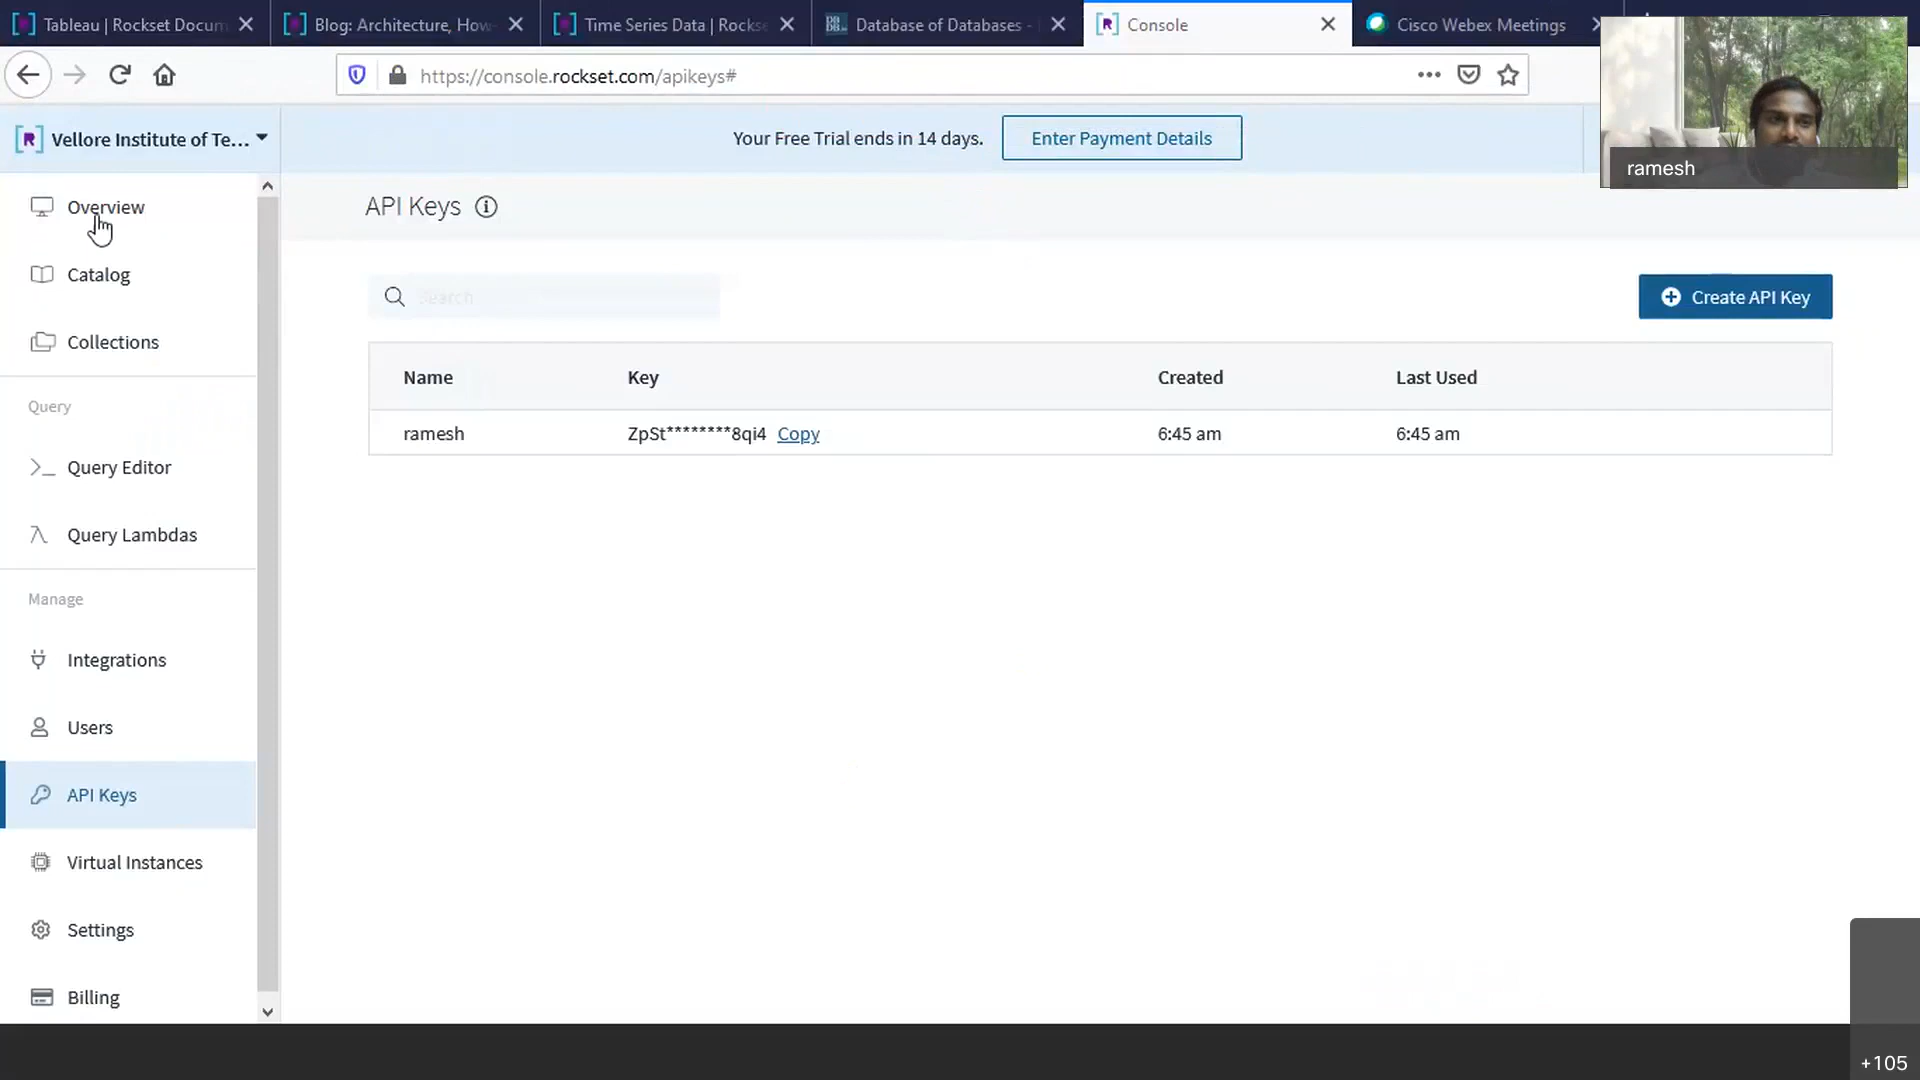 Tableau | Rockset Docum
Blog: Architecture, How-
Time Series Data | Rockse
Database of Databases -
Console
Cisco Webex Meetings
https://console.rockset.com/apikeys#
Vellore Institute of Te...
Your Free Trial ends in 14 days.
Enter Payment Details
ramesh
Overview
Catalog
Collections
Query
Query Editor
Query Lambdas
Manage
Integrations
Users
API Keys
Virtual Instances
Settings
Billing
API Keys
Search
Create API Key
Name Key Created Last Used
ramesh ZpSt********8qi4 Copy 6:45 am 6:45 am
+105